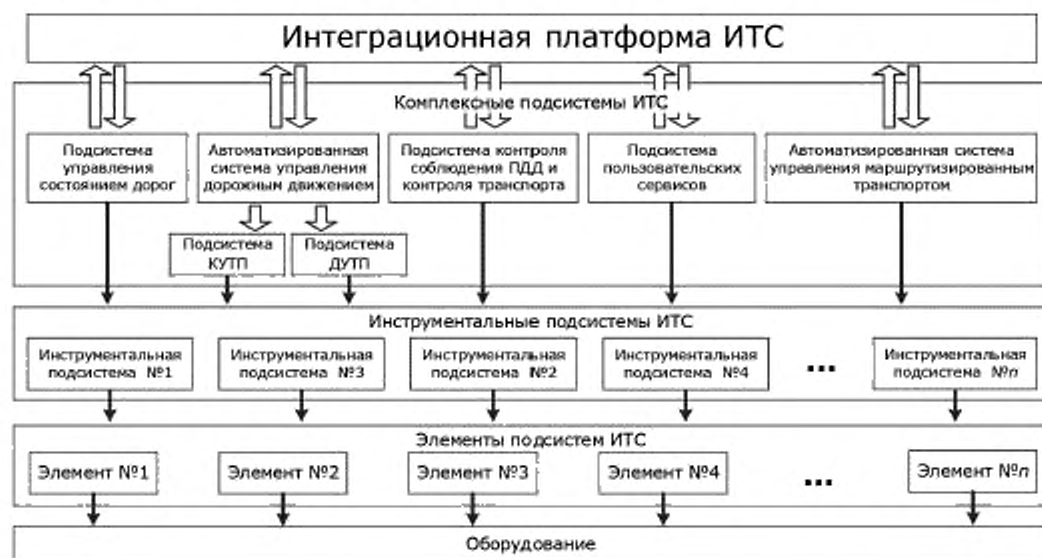 Интеграционная платформа ИТС
Комплексные подсистемы ИТС
Подсистема
управления
состоянием дорог
Автоматизированная
система управления
дорожным движением
Подсистема контроля
соблюдения ПДД и
контроля транспорта
Подсистема
пользовательских
сервисов
Автоматизированная система
управления маршрутизированным
транспортом
Подсистема
КУТП
Подсистема
ДУТП
Инструментальные подсистемы ИТС
Инструментальная
подсистема №1
Инструментальная
подсистема №3
Инструментальная
подсистема №2
Инструментальная
подсистема №4
...
Инструментальная
подсистема №n
Элементы подсистем ИТС
Элемент №1
Элемент №2
Элемент №3
Элемент №4
...
Элемент №n
Оборудование